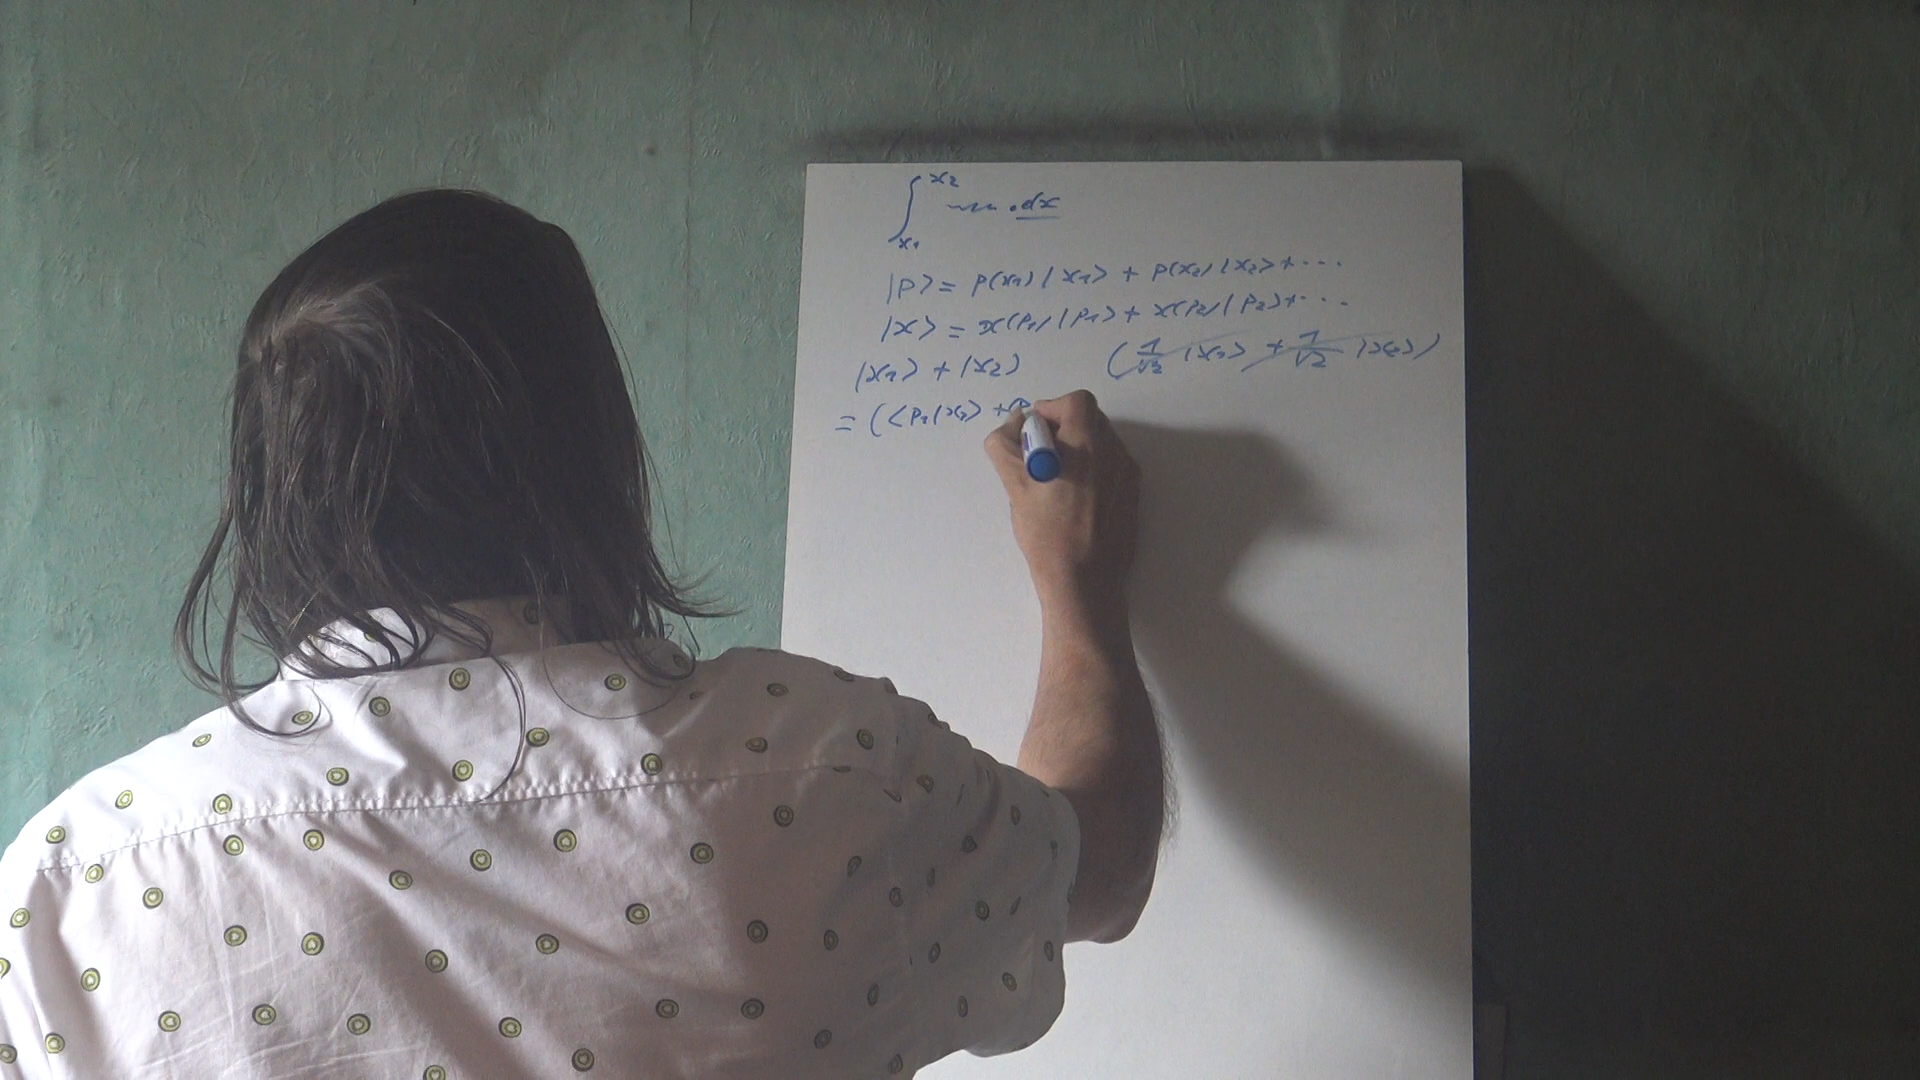 ∫ x₂ x₁ ⋅ dx
|P⟩ = P(x₁) |x₁⟩ + P(x₂) |x₂⟩ + ...
|x⟩ = x(P₁) |P₁⟩ + x(P₂) |P₂⟩ + ...
|x₁⟩ + |x₂⟩ (1/√2 |x₁⟩ + 1/√2 |x₂⟩)
= (⟨P₁|x₁⟩ + ⟨P